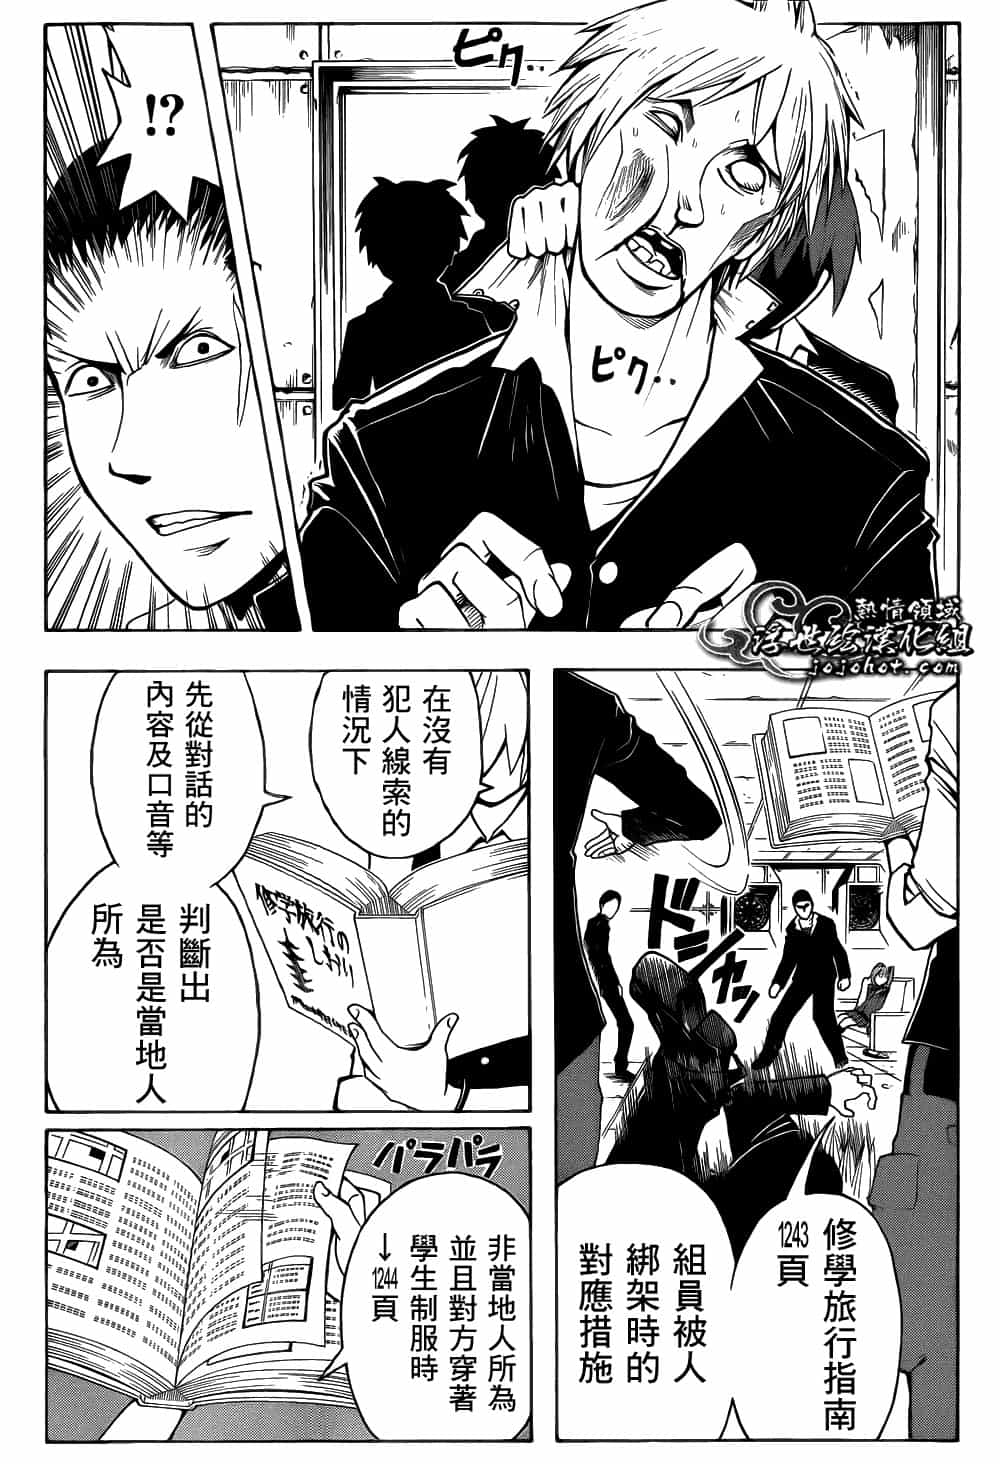 ピク‥
!?
ピク‥
熱情領域
浮世絵漢化組
jojohot.com
修學旅行指南
1243頁
組員被人
綁架時的
對應措施
ドシャッ
在沒有
犯人線索的
情況下
先從對話的
內容及口音等
判斷出
是否是當地人
所為
修学旅行の
しおり
パラパラ
非當地人所為
並且對方穿著
學生制服時
→1244頁